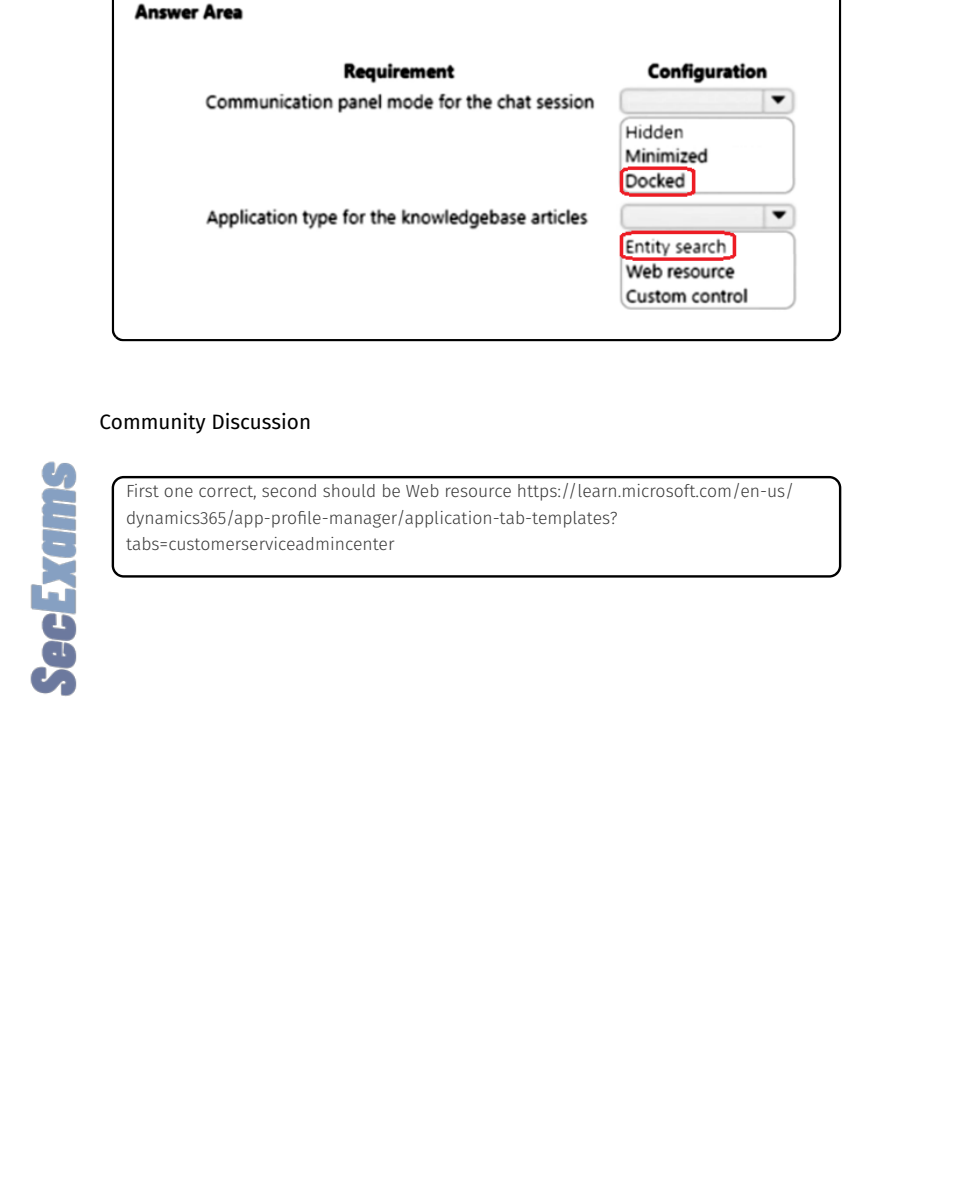 Answer Area
Requirement Configuration
Communication panel mode for the chat session
Hidden
Minimized
Docked
Application type for the knowledgebase articles
Entity search
Web resource
Custom control
Community Discussion
First one correct, second should be Web resource https://learn.microsoft.com/en-us/
dynamics365/app-profile-manager/application-tab-templates?
tabs=customerserviceadmincenter
SecExams